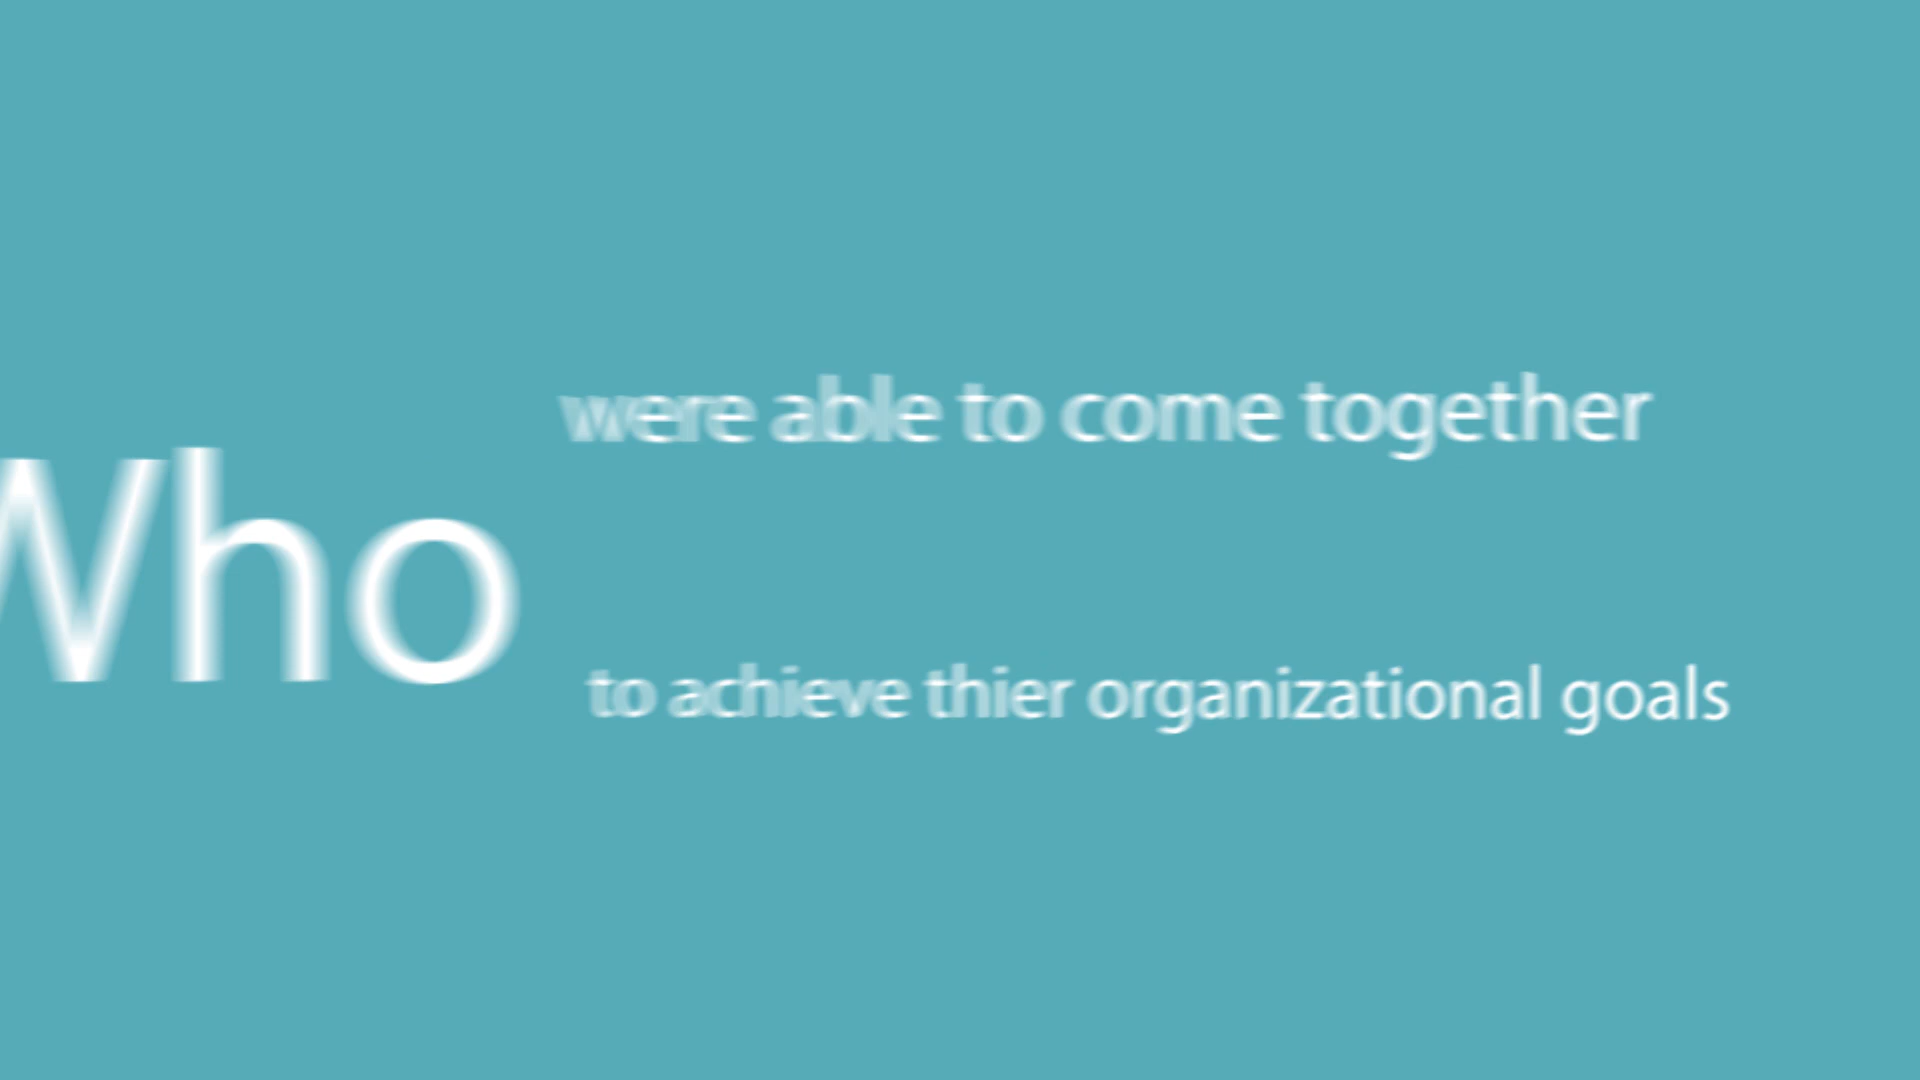 Who
were able to come together
to achieve thier organizational goals